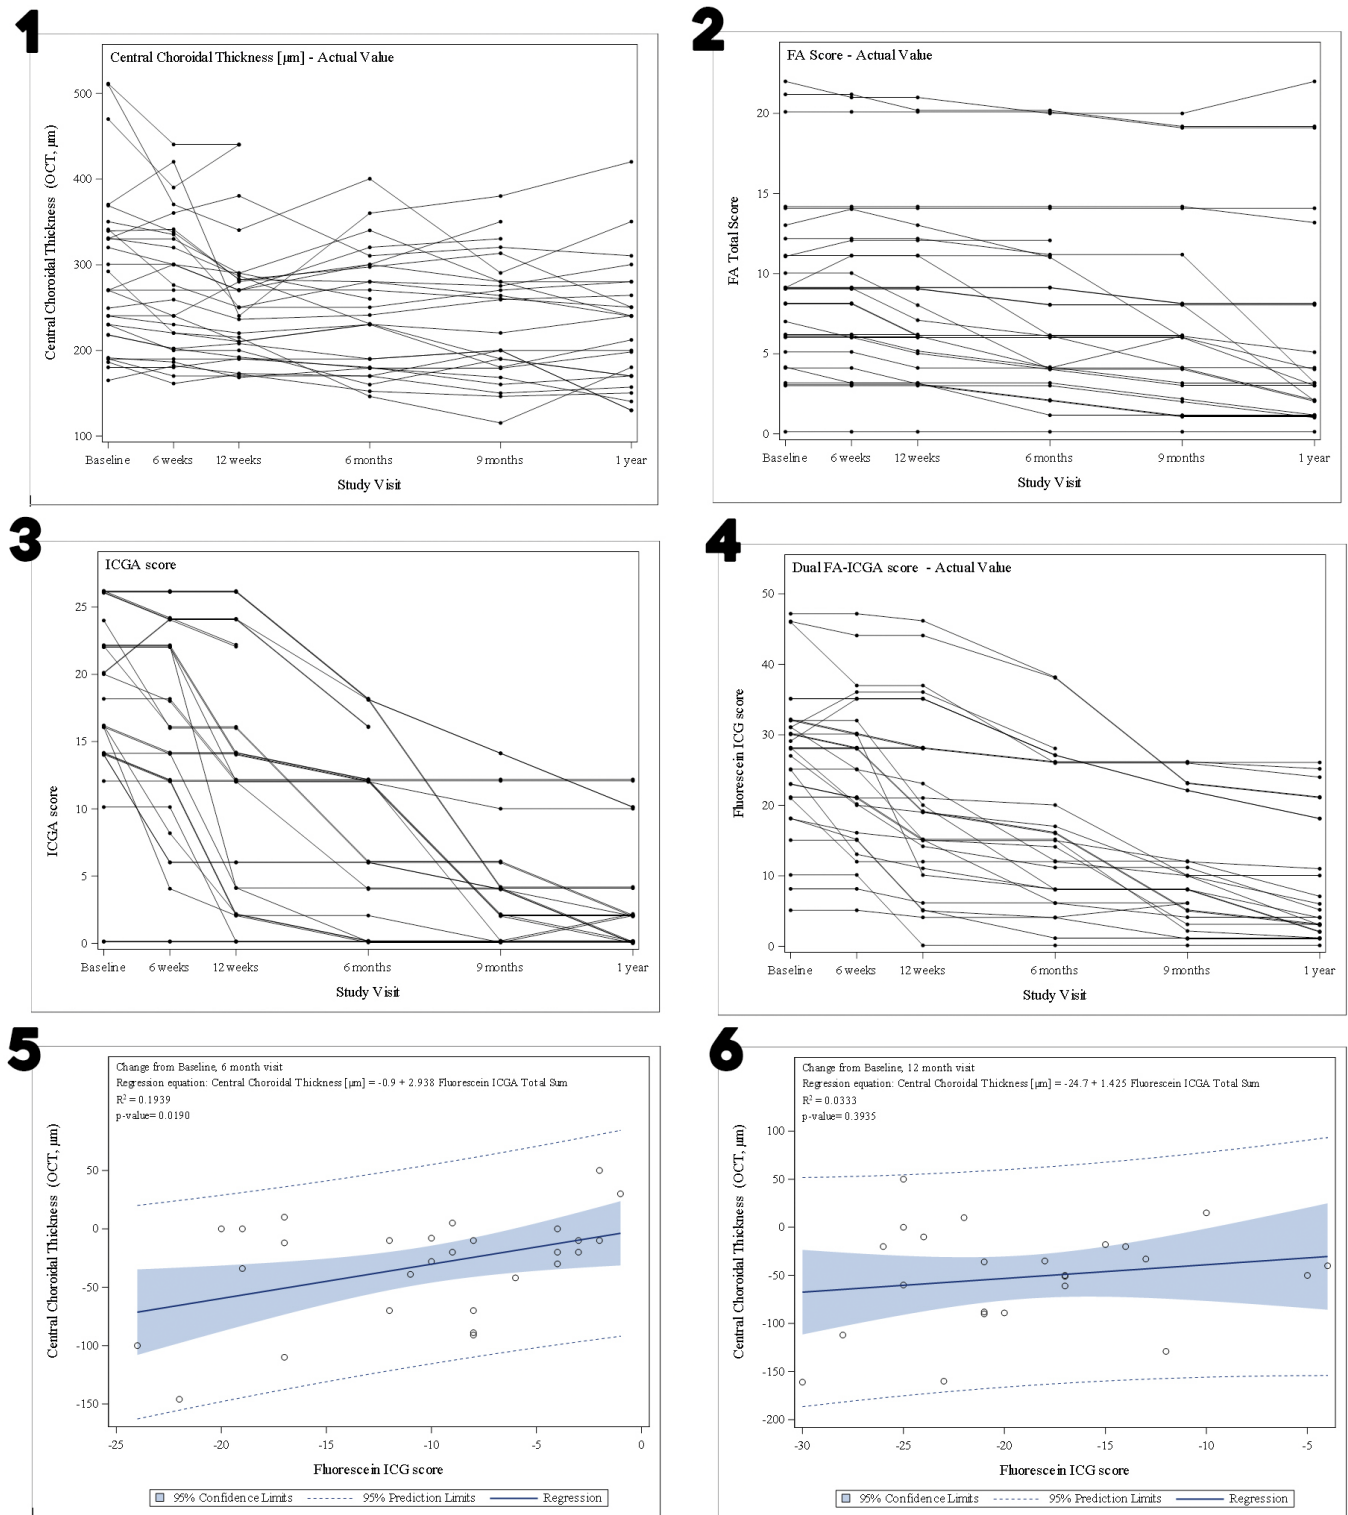 1
Central Choroidal Thickness [µm] - Actual Value
Central Choroidal Thickness (OCT, µm)
500
400
300
200
100
Baseline 6 weeks 12 weeks 6 months 9 months 1 year
Study Visit
2
FA Score - Actual Value
FA Total Score
20
15
10
5
0
Baseline 6 weeks 12 weeks 6 months 9 months 1 year
Study Visit
3
ICGA score
ICGA score
25
20
15
10
5
0
Baseline 6 weeks 12 weeks 6 months 9 months 1 year
Study Visit
4
Dual FA-ICGA score - Actual Value
Fluorescein ICG score
50
40
30
20
10
0
Baseline 6 weeks 12 weeks 6 months 9 months 1 year
Study Visit
5
Change from Baseline, 6 month visit
Regression equation: Central Choroidal Thickness [µm] = -0.9 + 2.938 Fluorescein ICGA Total Sum
R² = 0.1939
p-value= 0.0190
Central Choroidal Thickness (OCT, µm)
50
0
-50
-100
-150
-25 -20 -15 -10 -5 0
Fluorescein ICG score
95% Confidence Limits 95% Prediction Limits Regression
6
Change from Baseline, 12 month visit
Regression equation: Central Choroidal Thickness [µm] = -24.7 + 1.425 Fluorescein ICGA Total Sum
R² = 0.0333
p-value= 0.3935
Central Choroidal Thickness (OCT, µm)
100
50
0
-50
-100
-150
-200
-30 -25 -20 -15 -10 -5
Fluorescein ICG score
95% Confidence Limits 95% Prediction Limits Regression